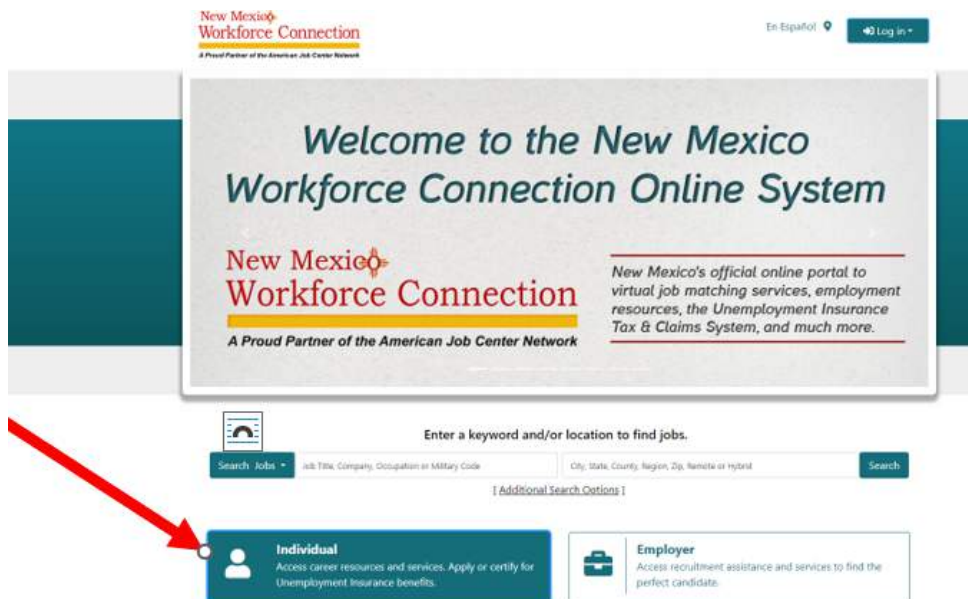 New Mexico
Workforce Connection
A Proud Partner of the American Job Center Network
En Español
Log in
Welcome to the New Mexico
Workforce Connection Online System
New Mexico
Workforce Connection
A Proud Partner of the American Job Center Network
New Mexico's official online portal to
virtual job matching services, employment
resources, the Unemployment Insurance
Tax & Claims System, and much more.
Enter a keyword and/or location to find jobs.
Search Jobs
Job Title, Company, Occupation or Military Code
City, State, County, Region, Zip, Remote or Hybrid
Search
[ Additional Search Options ]
Individual
Access career resources and services. Apply or certify for
Unemployment Insurance benefits.
Employer
Access recruitment assistance and services to find the
perfect candidate.